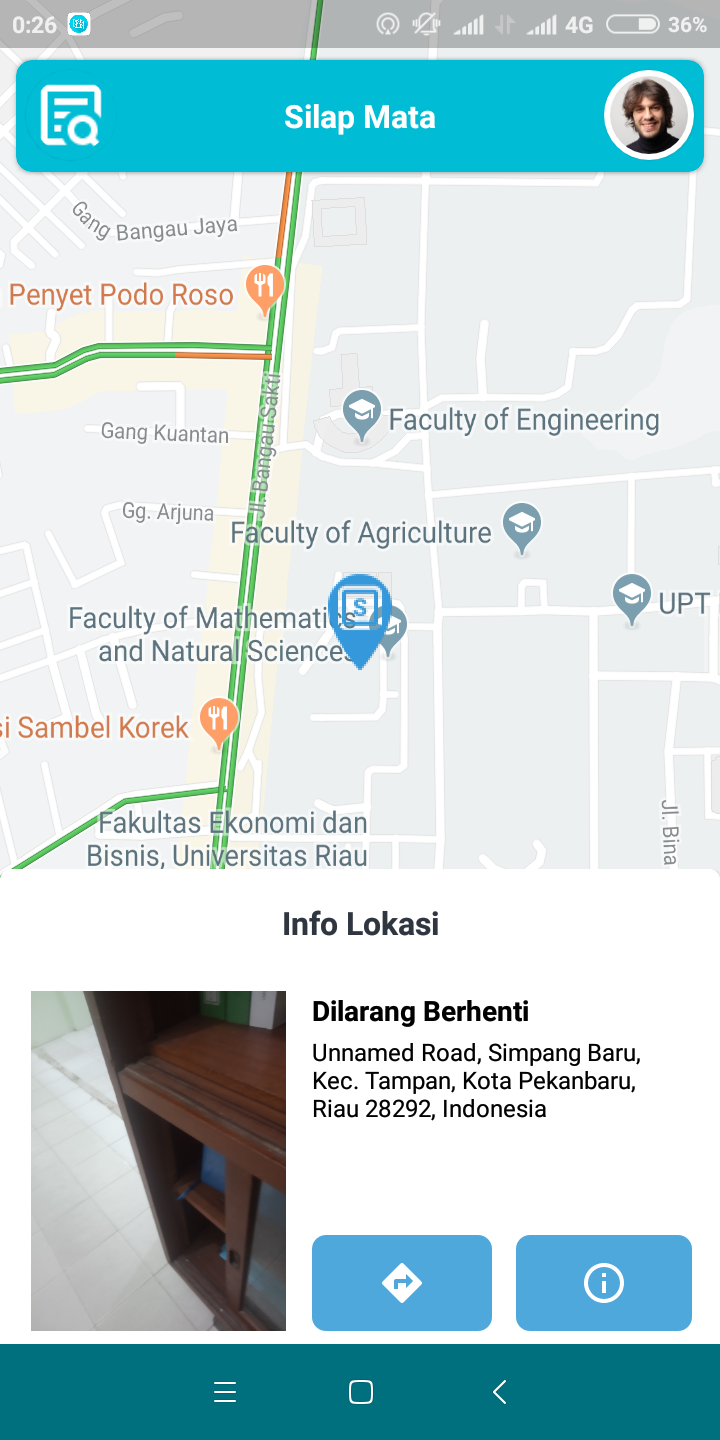 0:26
4G
36%
Silap Mata
Gang Bangau Jaya
Penyet Podo Roso
Jl. Bangau Sakti
Faculty of Engineering
Gang Kuantan
Gg. Arjuna
Faculty of Agriculture
S
Faculty of Mathematics
and Natural Sciences
UPT
si Sambel Korek
Jl. Bina
Fakultas Ekonomi dan
Bisnis, Universitas Riau
Info Lokasi
Dilarang Berhenti
Unnamed Road, Simpang Baru,
Kec. Tampan, Kota Pekanbaru,
Riau 28292, Indonesia